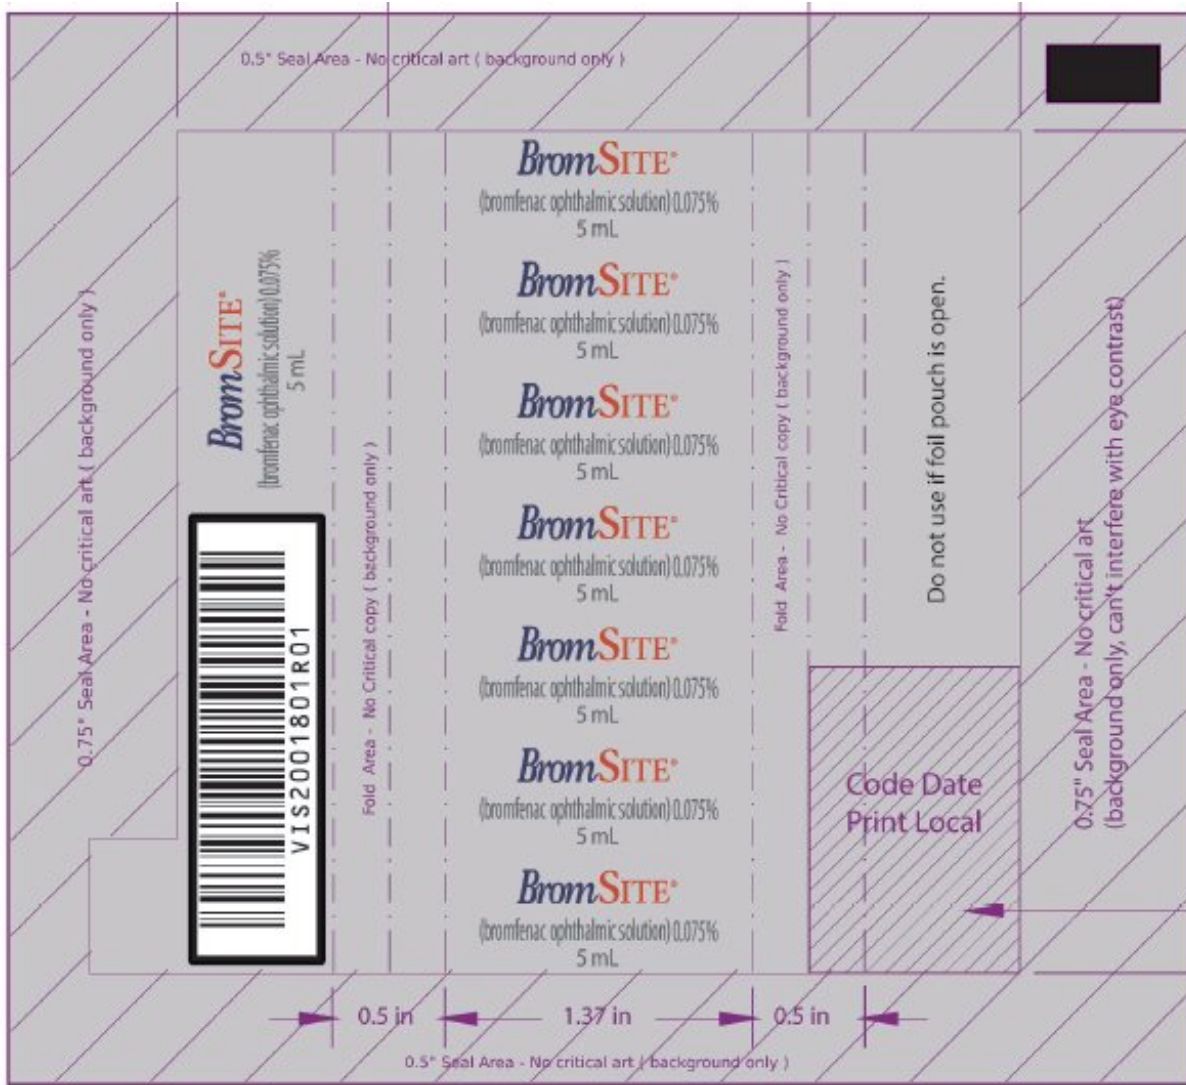 0.5" Seal Area - No critical art ( background only )
0.75" Seal Area - No critical art ( background only )
BromSITE®
(bromfenac ophthalmic solution) 0.075%
5 mL
VIS2001801R01
Fold Area - No Critical copy ( background only )
BromSITE®
(bromfenac ophthalmic solution) 0.075%
5 mL
BromSITE®
(bromfenac ophthalmic solution) 0.075%
5 mL
BromSITE®
(bromfenac ophthalmic solution) 0.075%
5 mL
BromSITE®
(bromfenac ophthalmic solution) 0.075%
5 mL
BromSITE®
(bromfenac ophthalmic solution) 0.075%
5 mL
BromSITE®
(bromfenac ophthalmic solution) 0.075%
5 mL
BromSITE®
(bromfenac ophthalmic solution) 0.075%
5 mL
Fold Area - No Critical copy ( background only )
Do not use if foil pouch is open.
Code Date
Print Local
0.75" Seal Area - No critical art
(background only, can't interfere with eye contrast)
0.5 in
1.37 in
0.5 in
0.5" Seal Area - No critical art ( background only )